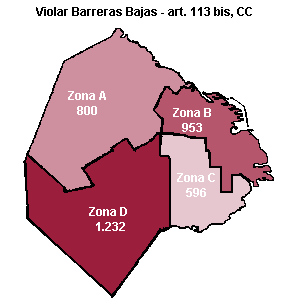 Violar Barreras Bajas - art. 113 bis, CC
Zona A
800
Zona B
953
Zona C
596
Zona D
1.232